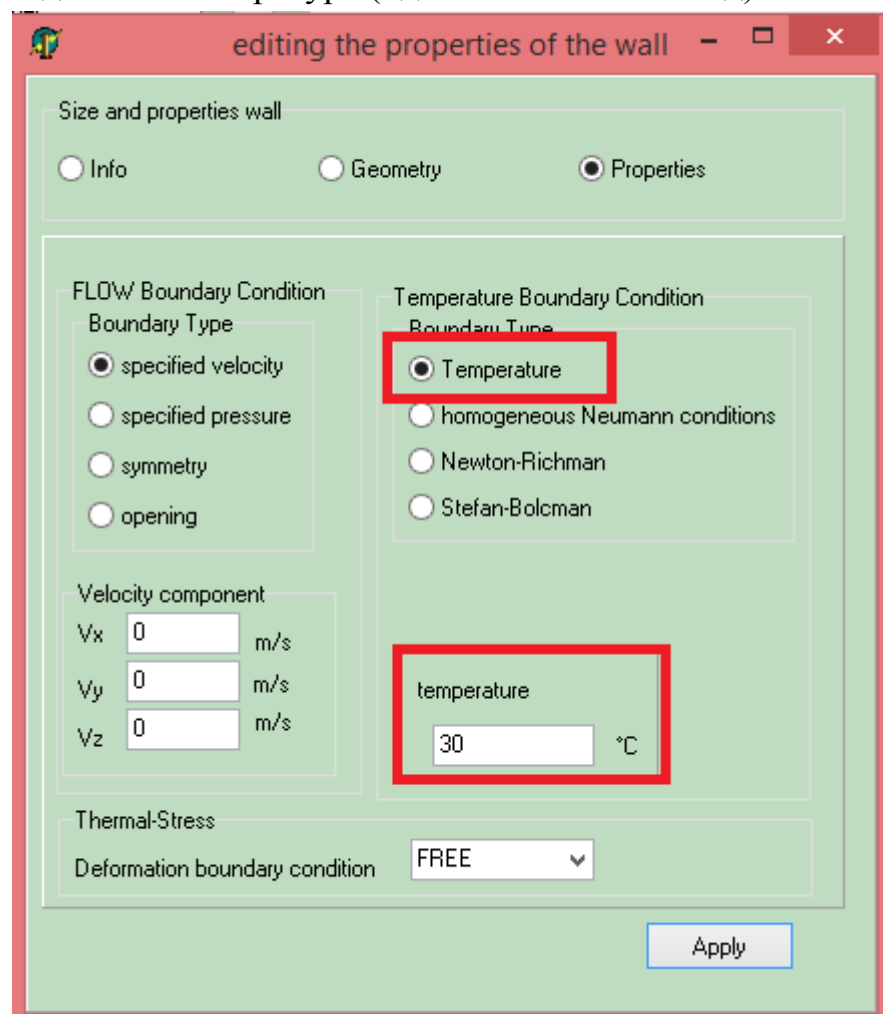 editing the properties of the wall
Size and properties wall
Info
Geometry
Properties
FLOW Boundary Condition
Boundary Type
specified velocity
specified pressure
symmetry
opening
Velocity component
Vx 0 m/s
Vy 0 m/s
Vz 0 m/s
Temperature Boundary Condition
Boundary Type
Temperature
homogeneous Neumann conditions
Newton-Richman
Stefan-Bolcman
temperature
30 °C
Thermal-Stress
Deformation boundary condition FREE
Apply